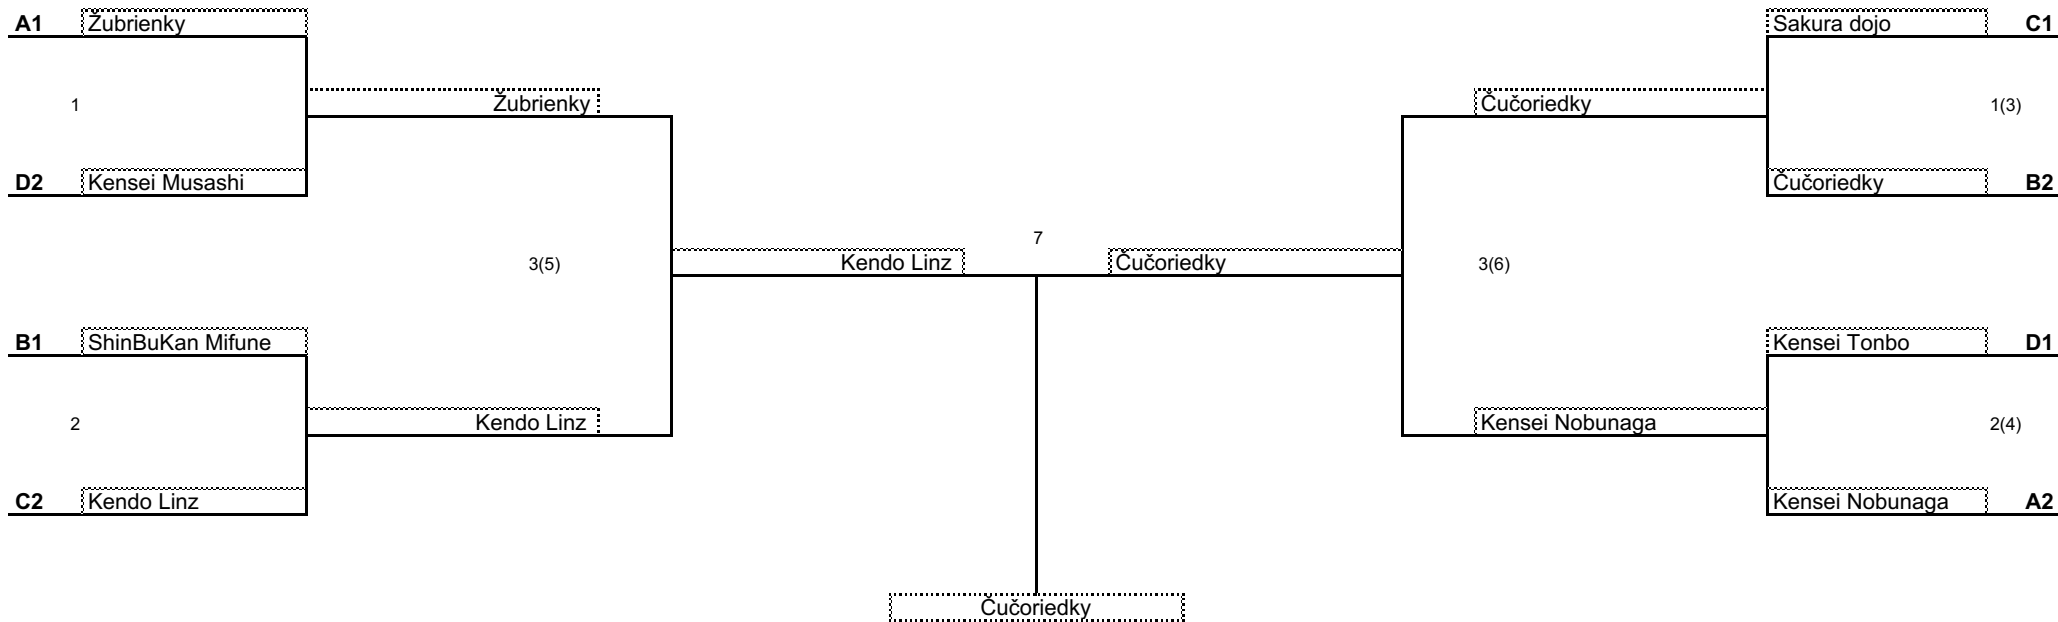 A1 Žubrienky Sakura dojo C1
Žubrienky Čučoriedky
1 1(3)
D2 Kensei Musashi Čučoriedky B2
7
3(5) Kendo Linz Čučoriedky 3(6)
B1 ShinBuKan Mifune Kensei Tonbo D1
2 Kendo Linz Kensei Nobunaga 2(4)
C2 Kendo Linz Kensei Nobunaga A2
Čučoriedky